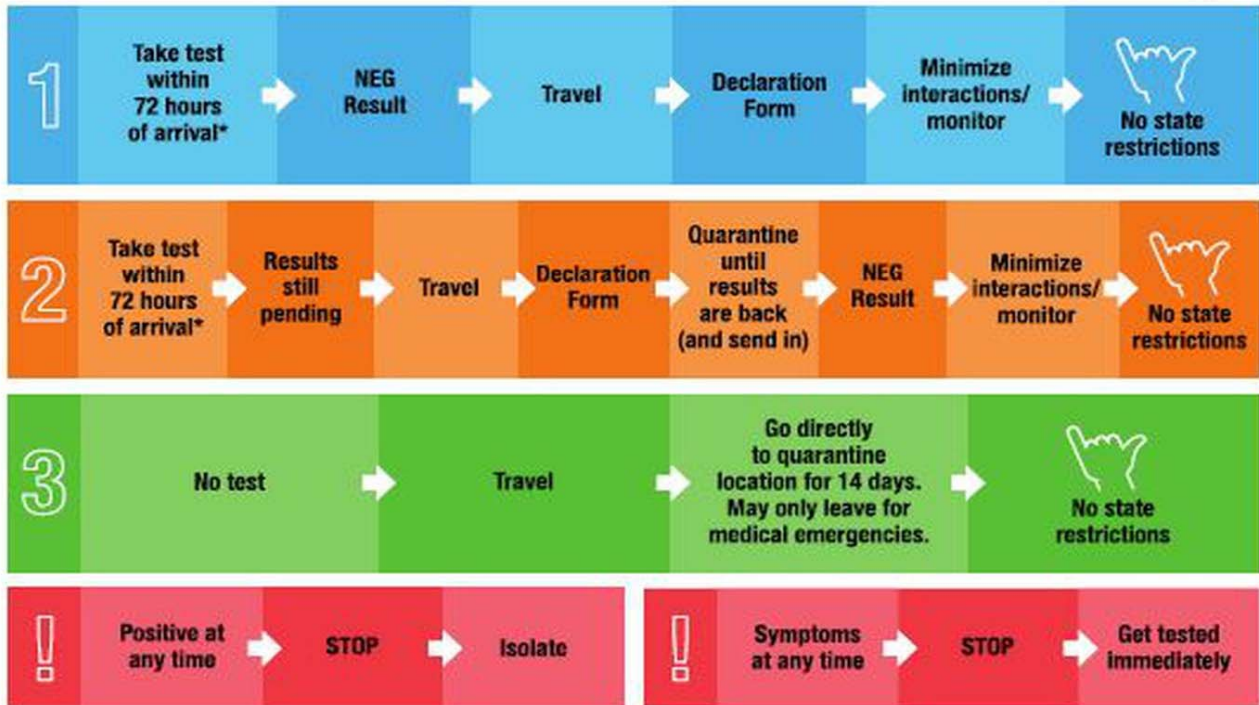 1
Take test
within
72 hours
of arrival*
NEG
Result
Travel
Declaration
Form
Minimize
interactions/
monitor
No state
restrictions
2
Take test
within
72 hours
of arrival*
Results
still
pending
Travel
Declaration
Form
Quarantine
until
results
are back
(and send in)
NEG
Result
Minimize
interactions/
monitor
No state
restrictions
3
No test
Travel
Go directly
to quarantine
location for 14 days.
May only leave for
medical emergencies.
No state
restrictions
!
Positive at
any time
STOP
Isolate
!
Symptoms
at any time
STOP
Get tested
immediately